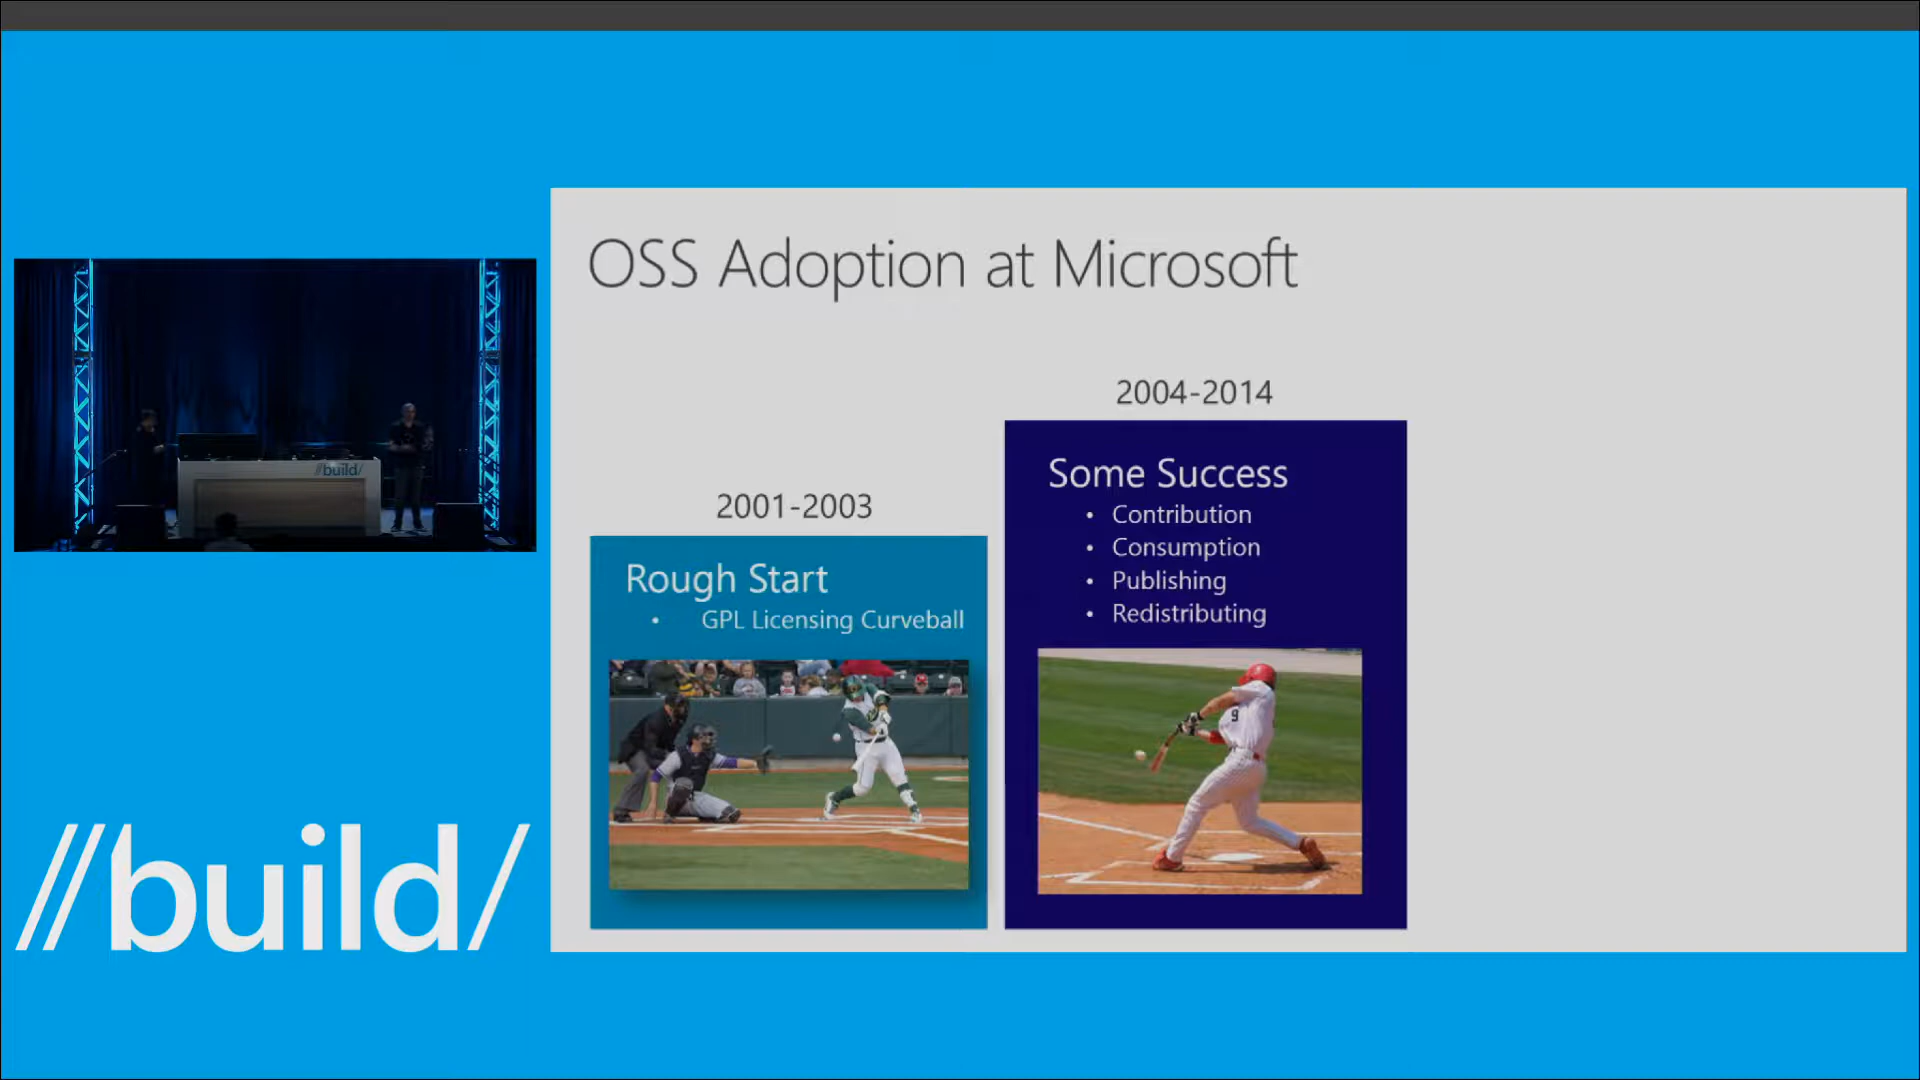 OSS Adoption at Microsoft
2001-2003
Rough Start
• GPL Licensing Curveball
2004-2014
Some Success
• Contribution
• Consumption
• Publishing
• Redistributing
9
//build/
//build/